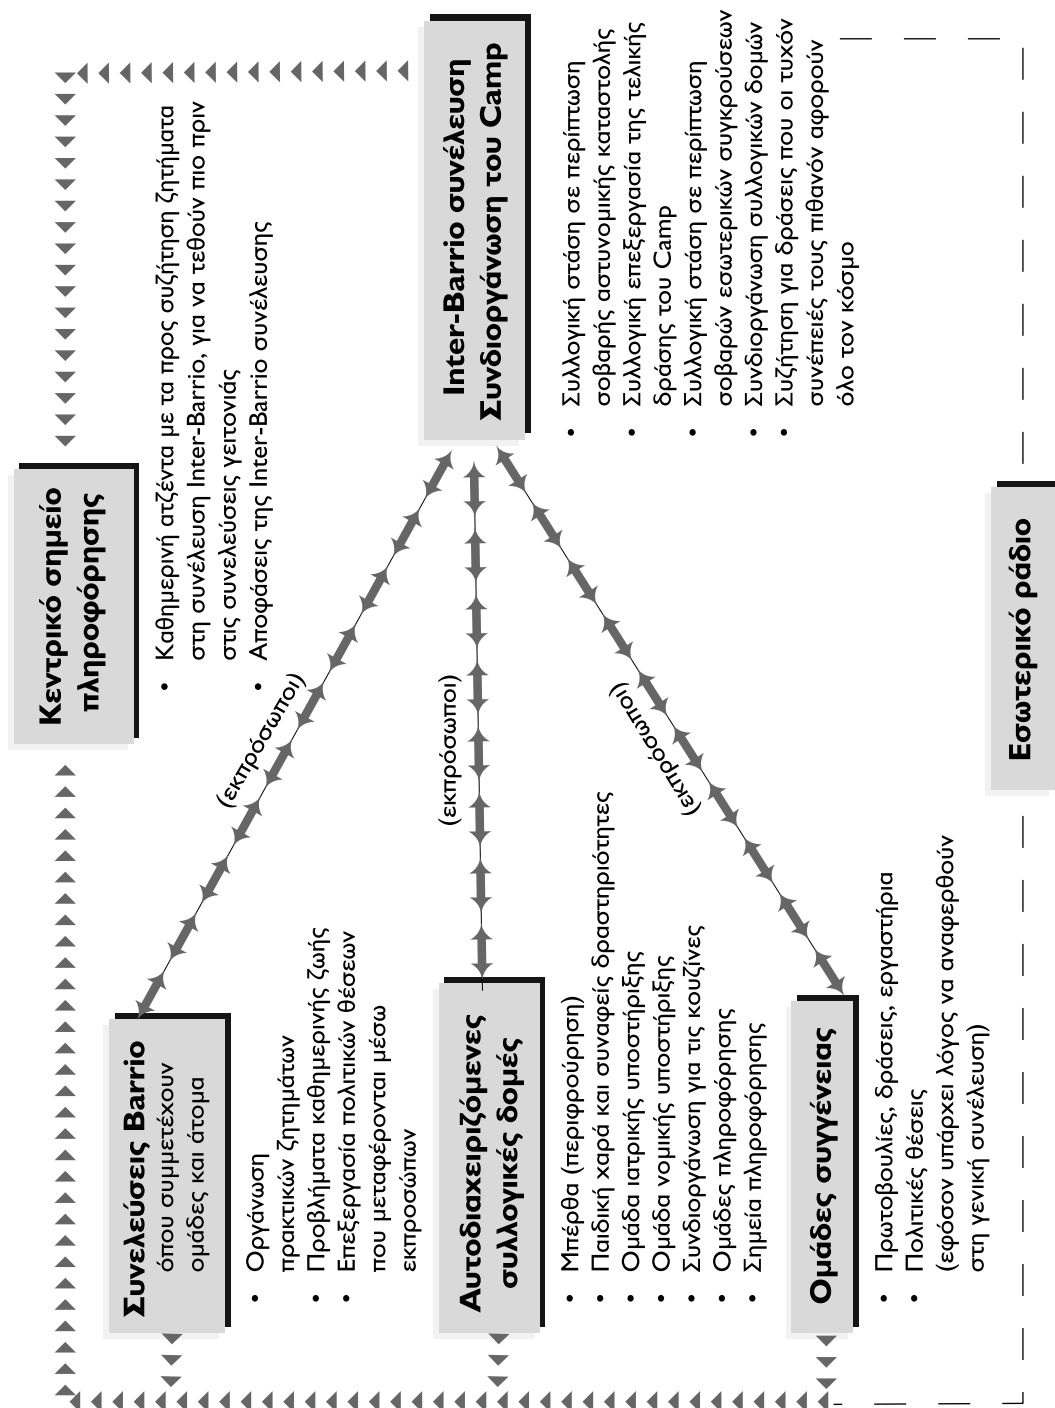 Κεντρικό σημείο
πληροφόρησης
• Καθημερινή ατζέντα με τα προς συζήτηση ζητήματα
στη συνέλευση Inter-Barrio, για να τεθούν πιο πριν
στις συνελεύσεις γειτονιάς
• Αποφάσεις της Inter-Barrio συνέλευσης
Συνελεύσεις Barrio
όπου συμμετέχουν
ομάδες και άτομα
• Οργάνωση
πρακτικών ζητημάτων
• Προβλήματα καθημερινής ζωής
• Επεξεργασία πολιτικών θέσεων
που μεταφέρονται μέσω
εκπροσώπων
(εκπρόσωποι)
Inter-Barrio συνέλευση
Συνδιοργάνωση του Camp
• Συλλογική στάση σε περίπτωση
σοβαρής αστυνομικής καταστολής
• Συλλογική επεξεργασία της τελικής
δράσης του Camp
• Συλλογική στάση σε περίπτωση
σοβαρών εσωτερικών συγκρούσεων
• Συνδιοργάνωση συλλογικών δομών
• Συζήτηση για δράσεις που οι τυχόν
συνέπειές τους πιθανόν αφορούν
όλο τον κόσμο
Αυτοδιαχειριζόμενες
συλλογικές δομές
• Μπέρθα (περιφρούρηση)
• Παιδική χαρά και συναφείς δραστηριότητες
• Ομάδα ιατρικής υποστήριξης
• Ομάδα νομικής υποστήριξης
• Συνδιοργάνωση για τις κουζίνες
• Ομάδες πληροφόρησης
• Σημεία πληροφόρησης
(εκπρόσωποι)
(εκπρόσωποι)
Ομάδες συγγένειας
• Πρωτοβουλίες, δράσεις, εργαστήρια
• Πολιτικές θέσεις
(εφόσον υπάρχει λόγος να αναφερθούν
στη γενική συνέλευση)
Εσωτερικό ράδιο